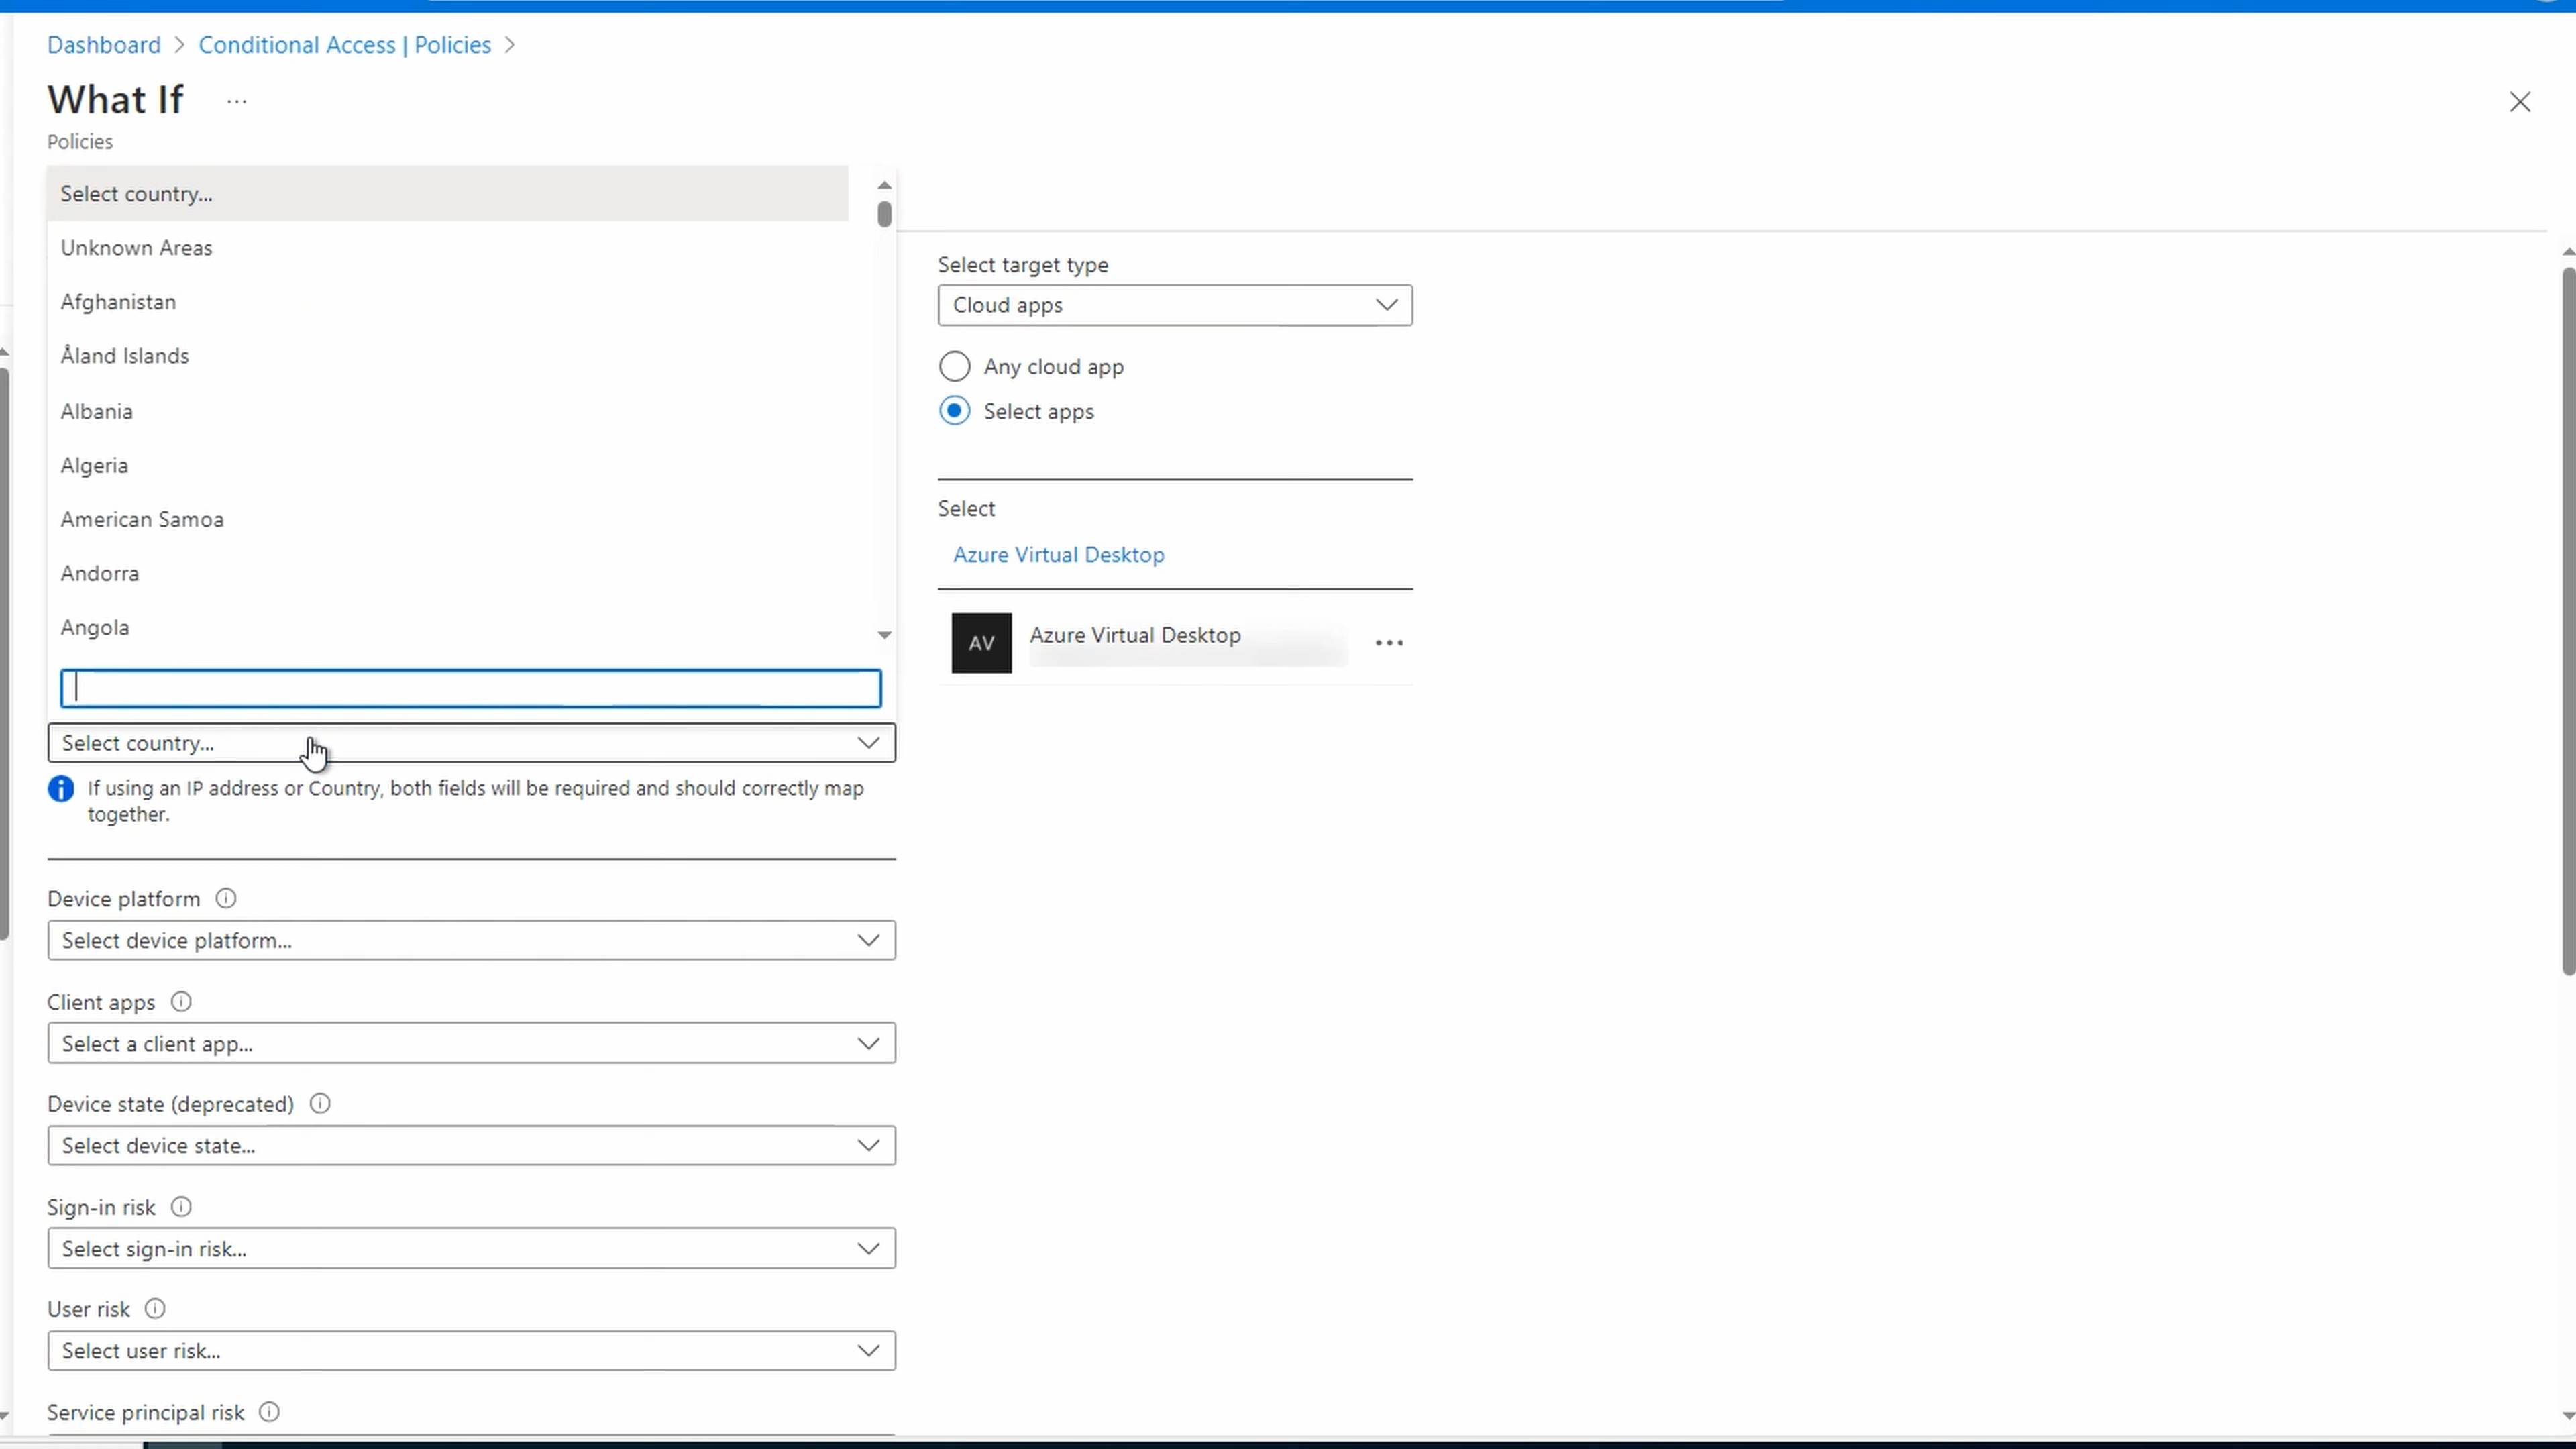 Dashboard > Conditional Access | Policies >
What If ...
Policies
Select country...
Unknown Areas
Afghanistan
Åland Islands
Albania
Algeria
American Samoa
Andorra
Angola
Select country...
If using an IP address or Country, both fields will be required and should correctly map
together.
Device platform
Select device platform...
Client apps
Select a client app...
Device state (deprecated)
Select device state...
Sign-in risk
Select sign-in risk...
User risk
Select user risk...
Service principal risk
Select target type
Cloud apps
Any cloud app
Select apps
Select
Azure Virtual Desktop
AV
Azure Virtual Desktop